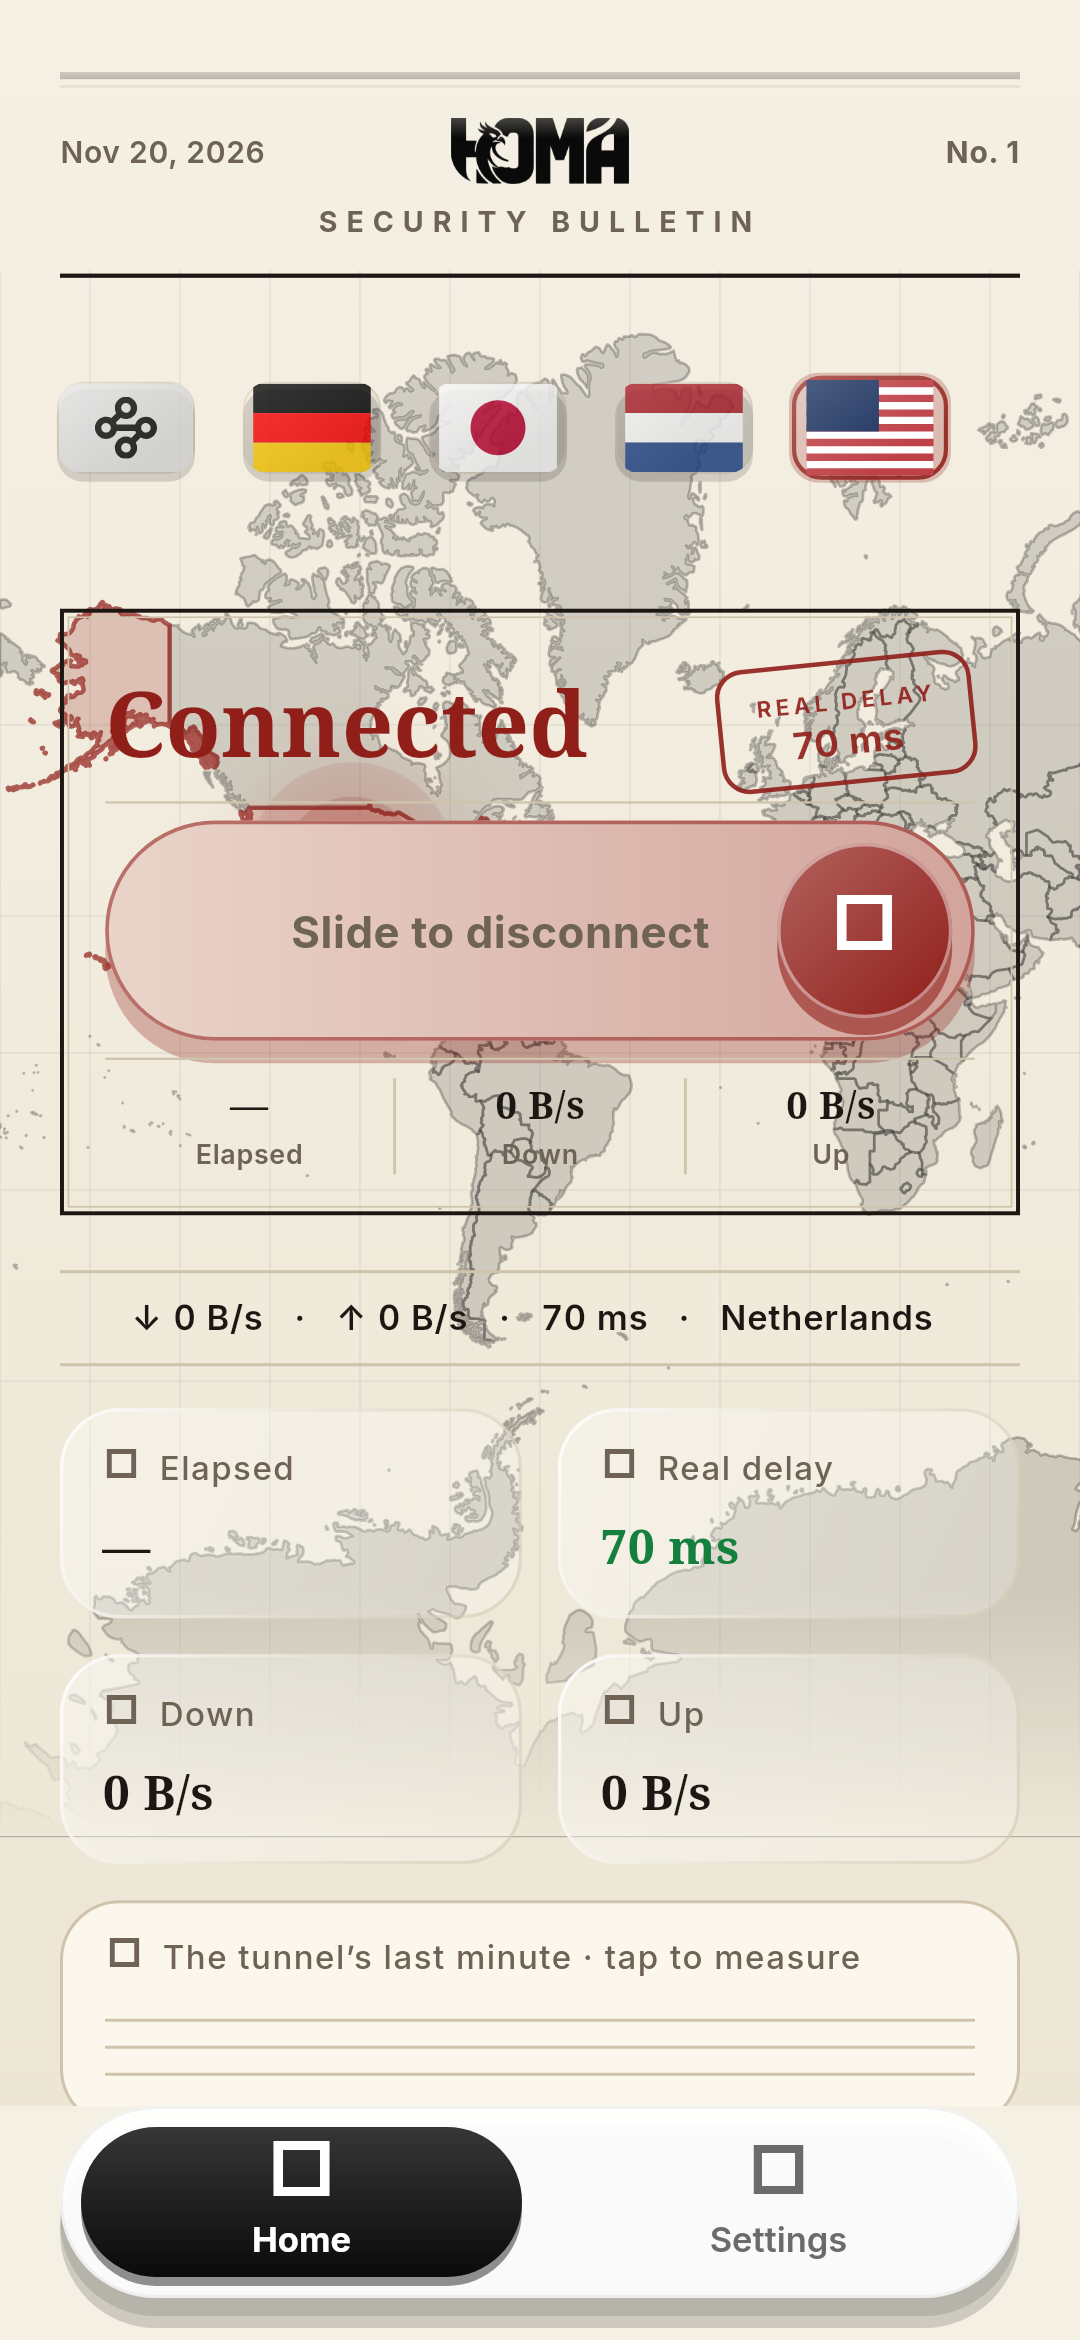 Nov 20, 2026
HOMA
No. 1
SECURITY BULLETIN
Connected
REAL DELAY
70 ms
Slide to disconnect
—
0 B/s
0 B/s
Elapsed
Down
Up
↓ 0 B/s · ↑ 0 B/s · 70 ms · Netherlands
Elapsed
—
Real delay
70 ms
Down
0 B/s
Up
0 B/s
The tunnel’s last minute · tap to measure
Home
Settings